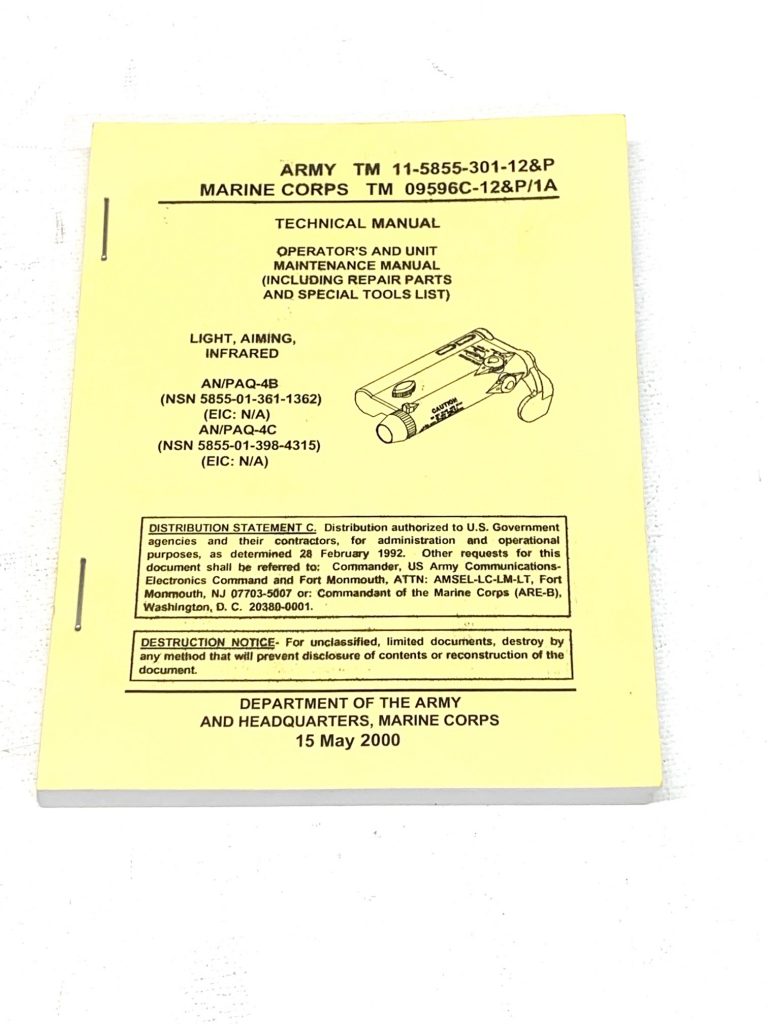 ARMY TM 11-5855-301-12&P
MARINE CORPS TM 09596C-12&P/1A
TECHNICAL MANUAL
OPERATOR'S AND UNIT
MAINTENANCE MANUAL
(INCLUDING REPAIR PARTS
AND SPECIAL TOOLS LIST)
LIGHT, AIMING,
INFRARED
AN/PAQ-4B
(NSN 5855-01-361-1362)
(EIC: N/A)
AN/PAQ-4C
(NSN 5855-01-398-4315)
(EIC: N/A)
CAUTION
DISTRIBUTION STATEMENT C. Distribution authorized to U.S. Government
agencies and their contractors, for administration and operational
purposes, as determined 28 February 1992. Other requests for this
document shall be referred to: Commander, US Army Communications-
Electronics Command and Fort Monmouth, ATTN: AMSEL-LC-LM-LT, Fort
Monmouth, NJ 07703-5007 or: Commandant of the Marine Corps (ARE-B),
Washington, D. C. 20380-0001.
DESTRUCTION NOTICE- For unclassified, limited documents, destroy by
any method that will prevent disclosure of contents or reconstruction of the
document.
DEPARTMENT OF THE ARMY
AND HEADQUARTERS, MARINE CORPS
15 May 2000